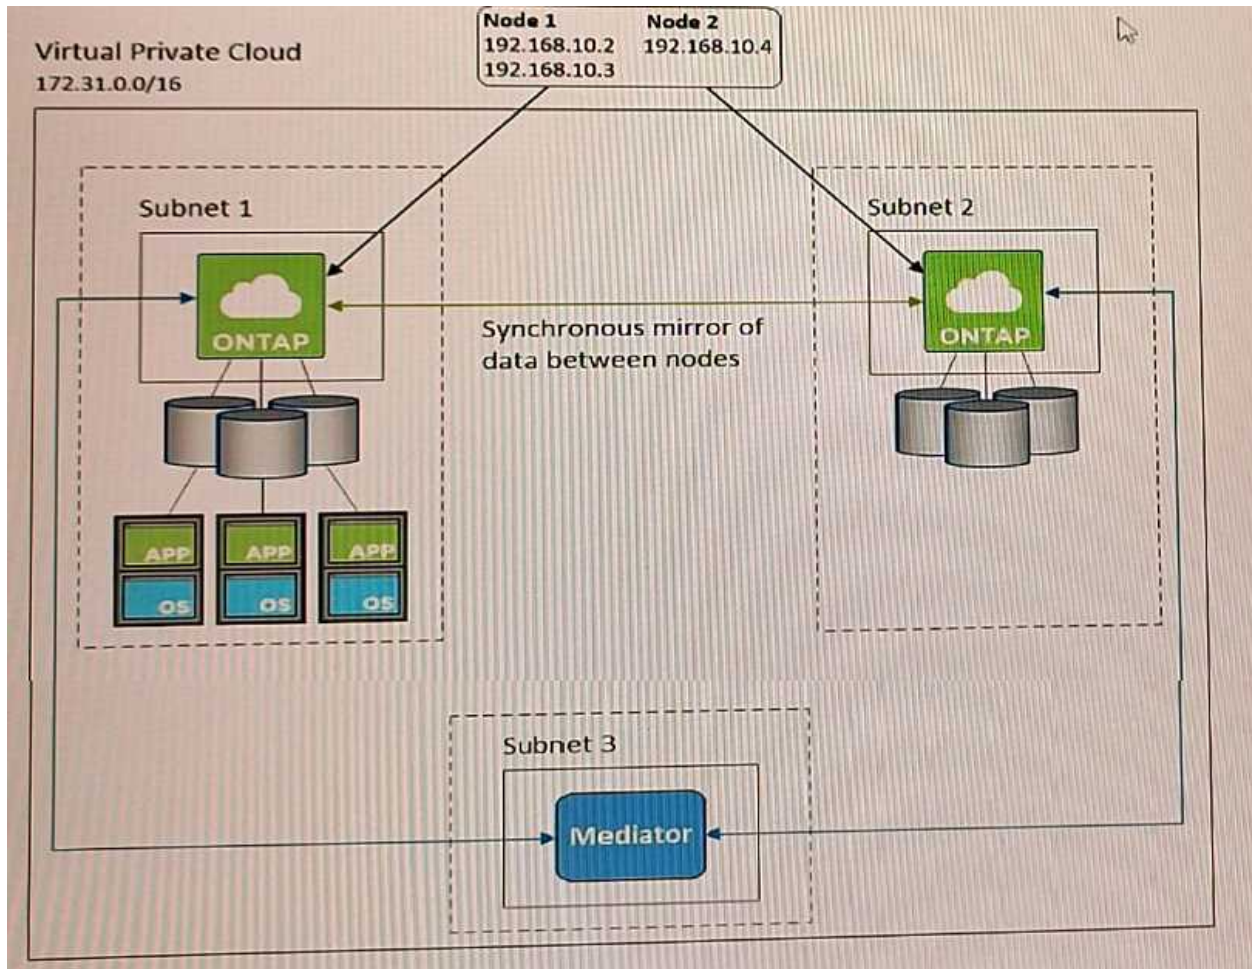 Node 1
192.168.10.2
192.168.10.3
Node 2
192.168.10.4
Virtual Private Cloud
172.31.0.0/16
Subnet 1
ONTAP
Subnet 2
ONTAP
Synchronous mirror of
data between nodes
APP
APP
APP
OS
OS
OS
Subnet 3
Mediator